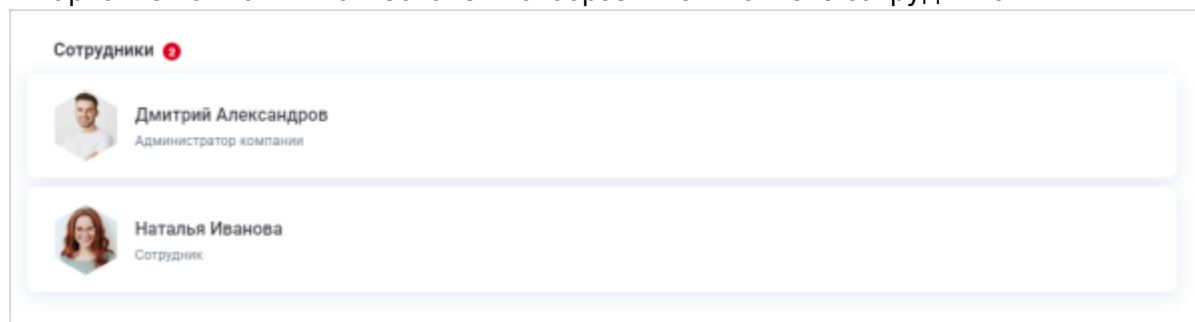 Сотрудники 2
Дмитрий Александров
Администратор компании
Наталья Иванова
Сотрудник